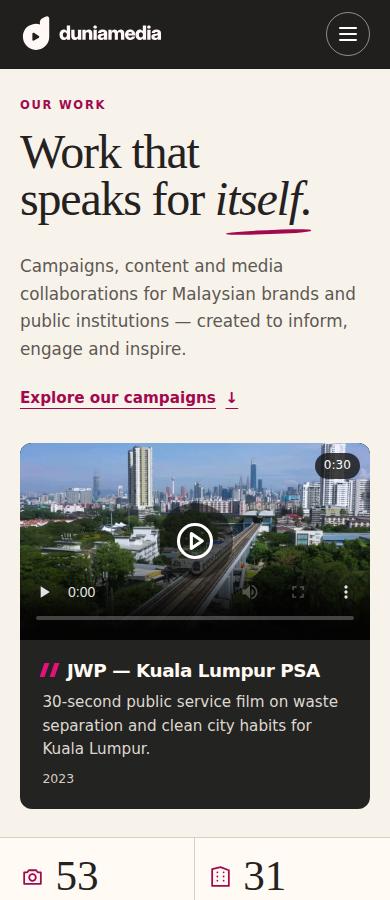 duniamedia
OUR WORK
Work that
speaks for itself.
Campaigns, content and media
collaborations for Malaysian brands and
public institutions — created to inform,
engage and inspire.
Explore our campaigns ↓
0:30
0:00
JWP — Kuala Lumpur PSA
30-second public service film on waste
separation and clean city habits for
Kuala Lumpur.
2023
53
31